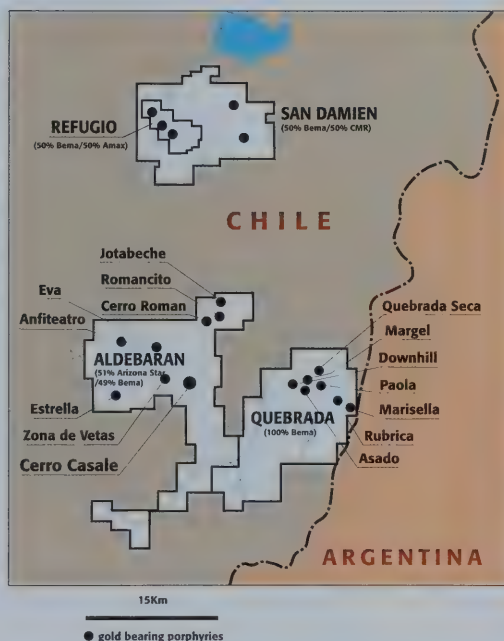 SAN DAMIEN
(50% Bema/50% CMR)
REFUGIO
(50% Bema/50% Amax)
CHILE
Jotabeche
Romancito
Cerro Roman
Eva
Anfiteatro
ALDEBARAN
(51% Arizona Star
/49% Bema)
Estrella
Zona de Vetas
Cerro Casale
Quebrada Seca
Margel
Downhill
Paola
Marisella
Rubrica
Asado
QUEBRADA
(100% Bema)
ARGENTINA
15Km
gold bearing porphyries